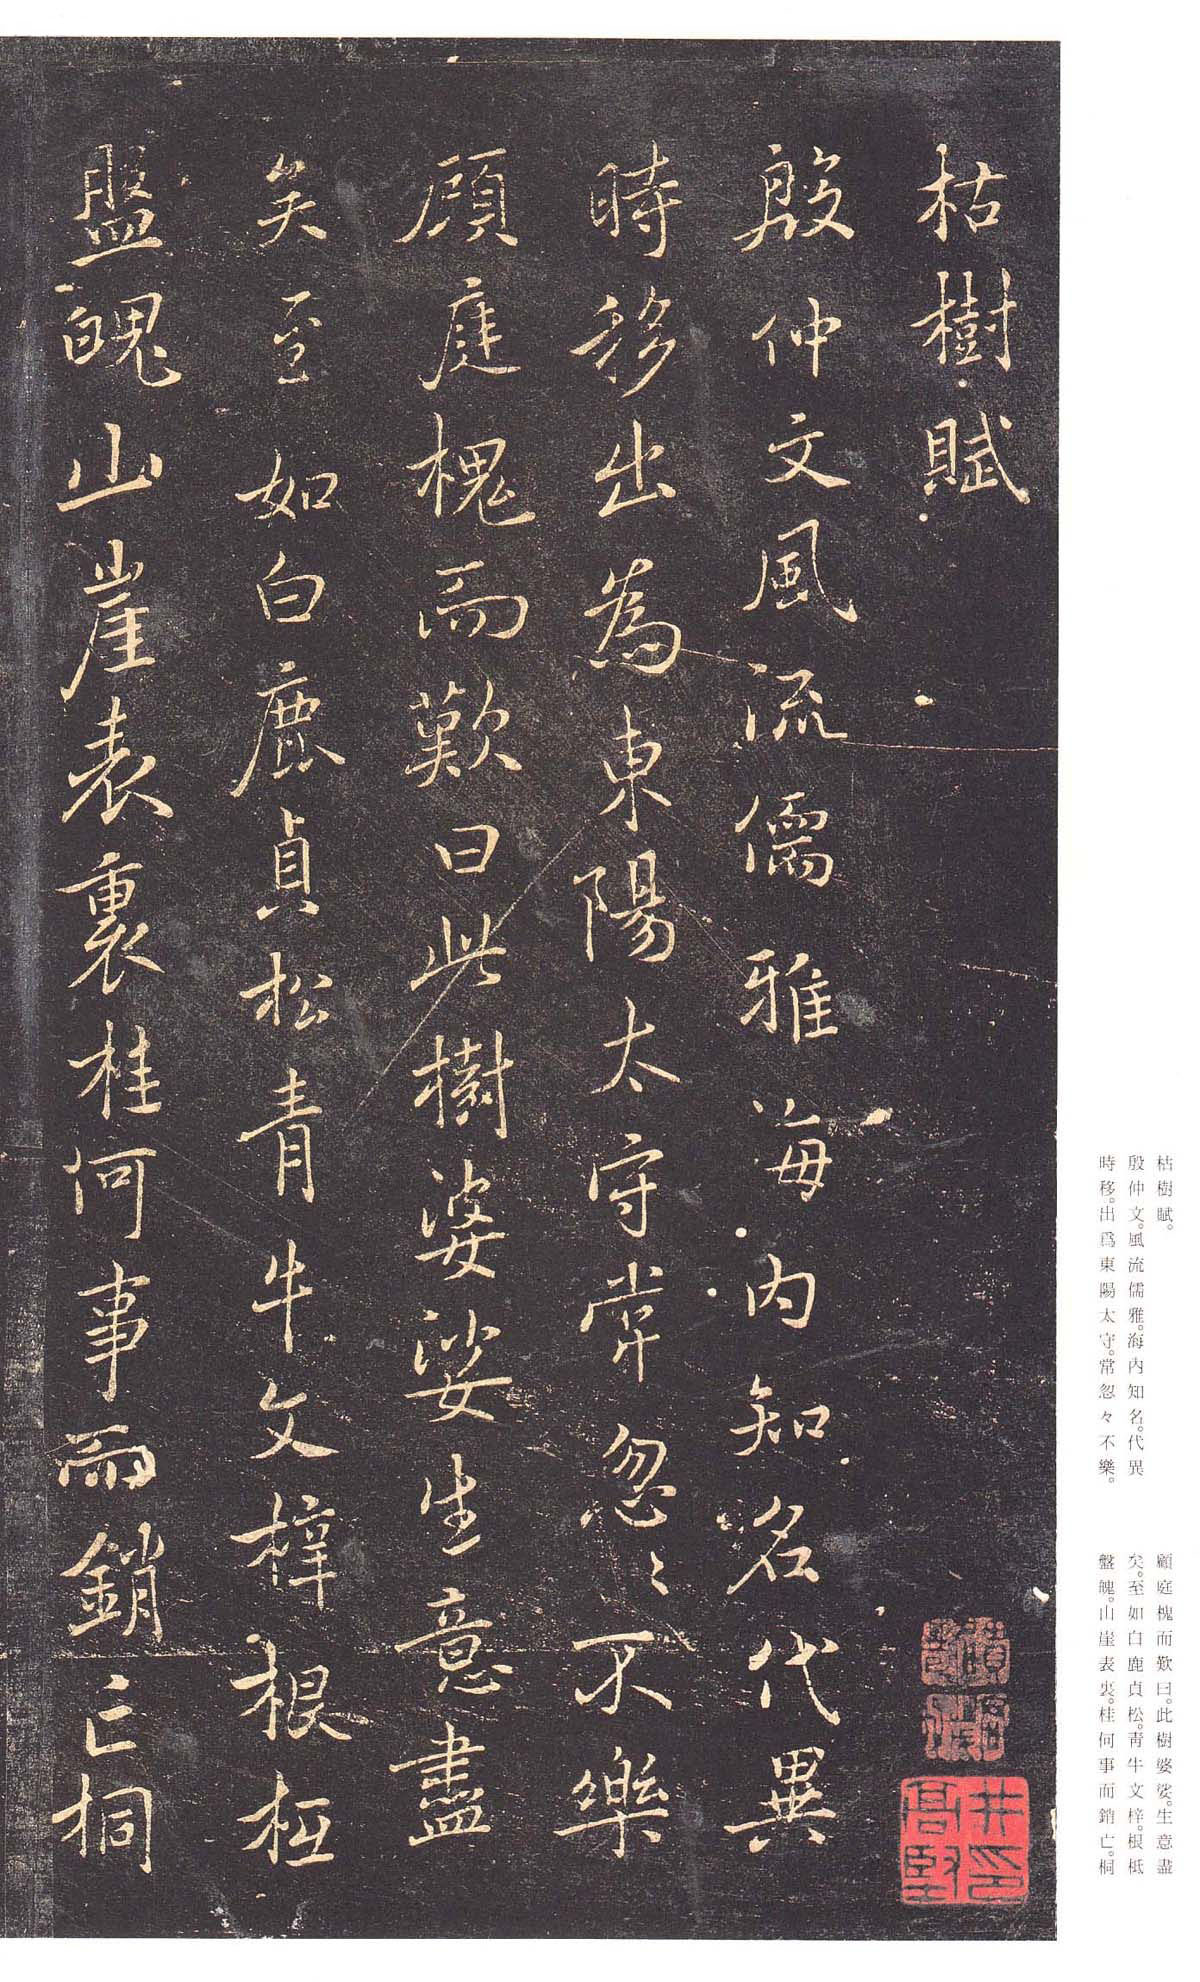 枯樹賦
殷仲文風流儒雅海内知名代異
時移出為東陽太守常忽〻不樂
顧庭槐而歎曰此樹婆娑生意盡
矣至如白鹿貞松青牛文梓根柢
盤魄山崖表裏桂何事而銷亡桐
枯樹賦。
殷仲文。風流儒雅。海内知名。代異
時移。出爲東陽太守。常忽々不樂。
顧庭槐而歎曰。此樹婆娑。生意盡
矣。至如白鹿貞松。靑牛文梓。根柢
盤魄。山崖表裏。桂何事而銷亡。桐